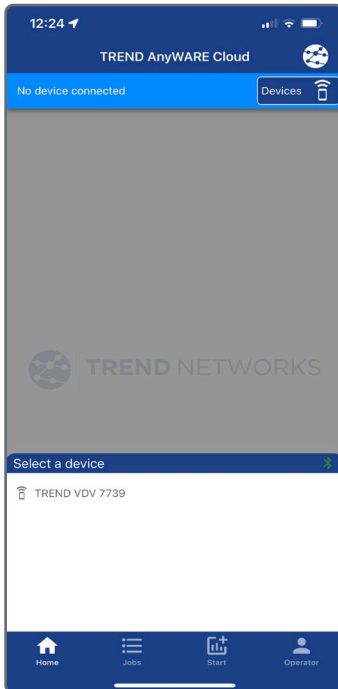 12:24
TREND AnyWARE Cloud
No device connected
Devices
TREND NETWORKS
Select a device
TREND VDV 7739
Home
Jobs
Start
Operator